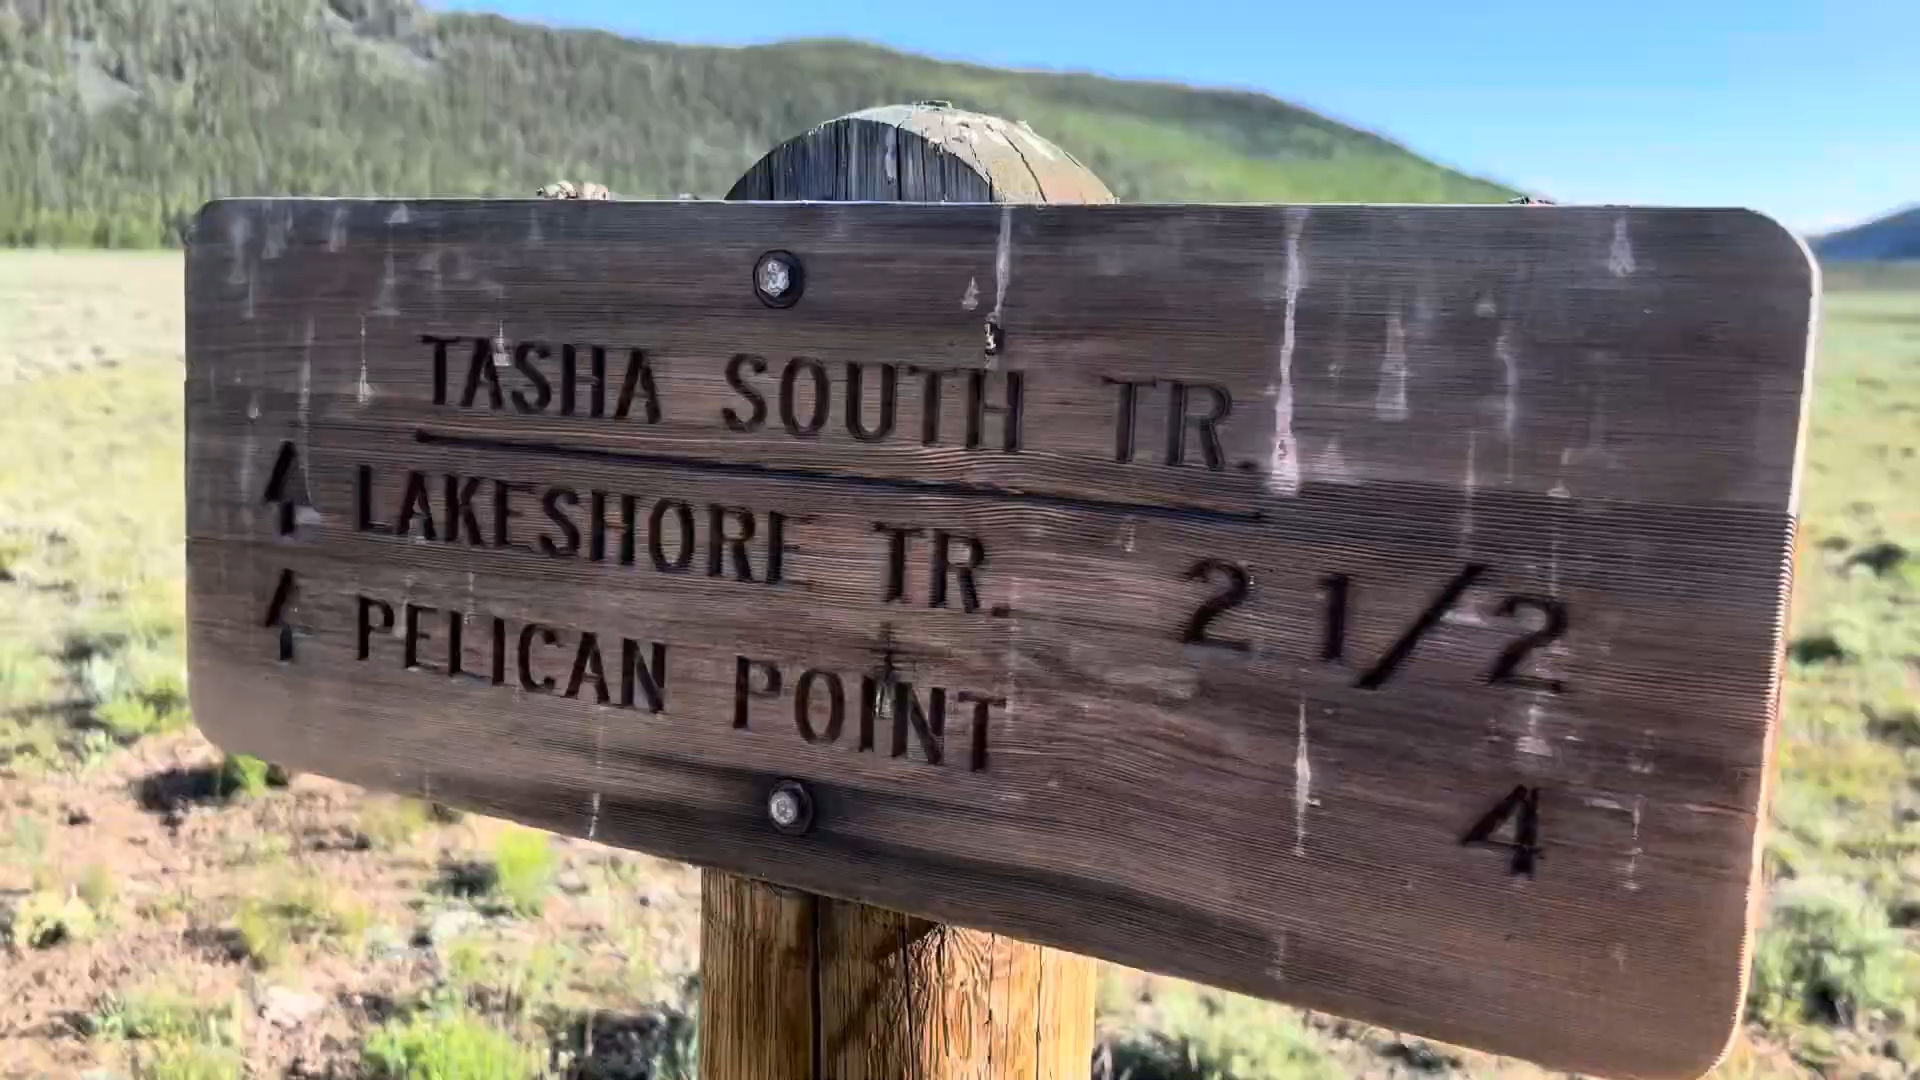 TASHA SOUTH TR.
LAKESHORE TR. 2 1/2
PELICAN POINT 4